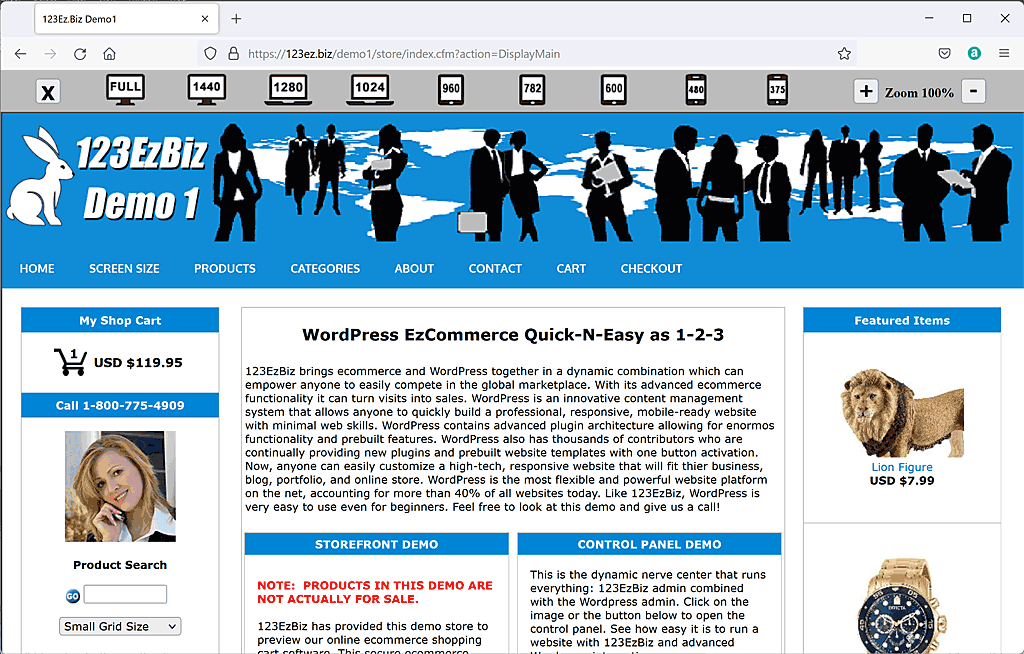 123Ez.Biz Demo1
https://123ez.biz/demo1/store/index.cfm?action=DisplayMain
a
X
FULL
1440
1280
1024
960
782
600
480
375
+ Zoom 100% -
123EzBiz
Demo 1
HOME SCREEN SIZE PRODUCTS CATEGORIES ABOUT CONTACT CART CHECKOUT
My Shop Cart
1
USD $119.95
Call 1-800-775-4909
Product Search
GO
Small Grid Size
WordPress EzCommerce Quick-N-Easy as 1-2-3
123EzBiz brings ecommerce and WordPress together in a dynamic combination which can
empower anyone to easily compete in the global marketplace. With its advanced ecommerce
functionality it can turn visits into sales. WordPress is an innovative content management
system that allows anyone to quickly build a professional, responsive, mobile-ready website
with minimal web skills. WordPress contains advanced plugin architecture allowing for enormos
functionality and prebuilt features. WordPress also has thousands of contributors who are
continually providing new plugins and prebuilt website templates with one button activation.
Now, anyone can easily customize a high-tech, responsive website that will fit thier business,
blog, portfolio, and online store. WordPress is the most flexible and powerful website platform
on the net, accounting for more than 40% of all websites today. Like 123EzBiz, WordPress is
very easy to use even for beginners. Feel free to look at this demo and give us a call!
STOREFRONT DEMO
NOTE: PRODUCTS IN THIS DEMO ARE
NOT ACTUALLY FOR SALE.
123EzBiz has provided this demo store to
preview our online ecommerce shopping
cart software. This secure ecommerce
CONTROL PANEL DEMO
This is the dynamic nerve center that runs
everything: 123EzBiz admin combined
with the Wordpress admin. Click on the
image or the button below to open the
control panel. See how easy it is to run a
website with 123EzBiz and advanced
Featured Items
Lion Figure
USD $7.99
INVICTA